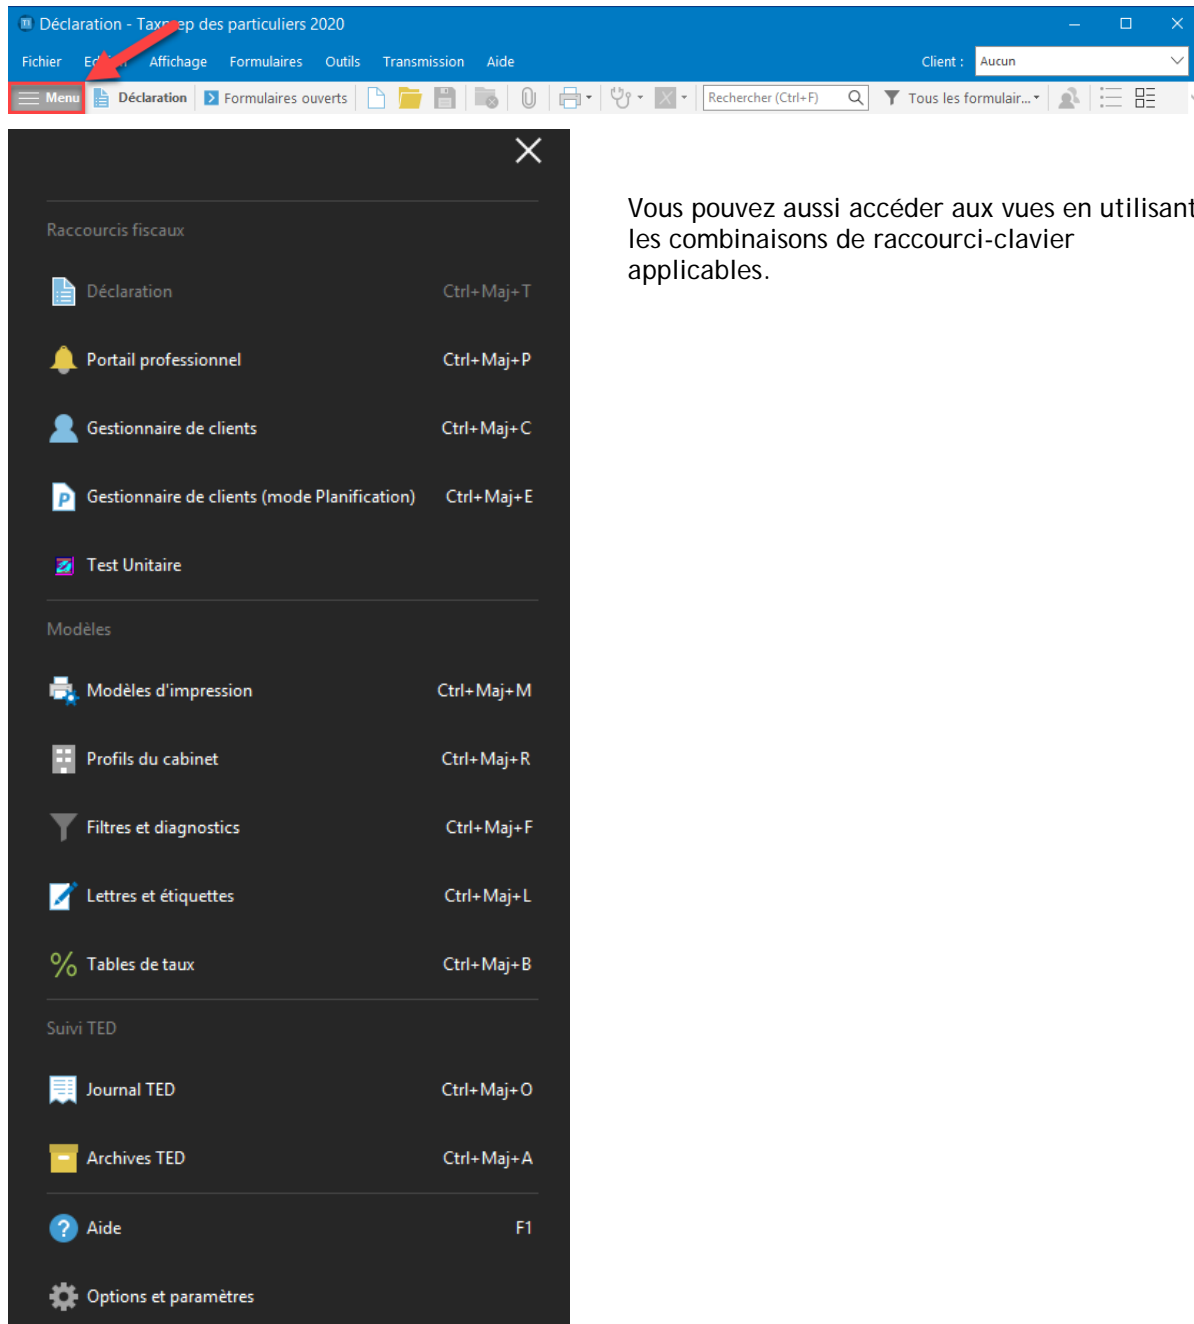 Déclaration - Taxprep des particuliers 2020
Fichier Edition Affichage Formulaires Outils Transmission Aide Client : Aucun
Menu Déclaration Formulaires ouverts Rechercher (Ctrl+F) Tous les formulair...
Vous pouvez aussi accéder aux vues en utilisant
les combinaisons de raccourci-clavier
applicables.
Raccourcis fiscaux
Déclaration Ctrl+Maj+T
Portail professionnel Ctrl+Maj+P
Gestionnaire de clients Ctrl+Maj+C
Gestionnaire de clients (mode Planification) Ctrl+Maj+E
Test Unitaire
Modèles
Modèles d'impression Ctrl+Maj+M
Profils du cabinet Ctrl+Maj+R
Filtres et diagnostics Ctrl+Maj+F
Lettres et étiquettes Ctrl+Maj+L
Tables de taux Ctrl+Maj+B
Suivi TED
Journal TED Ctrl+Maj+O
Archives TED Ctrl+Maj+A
Aide F1
Options et paramètres